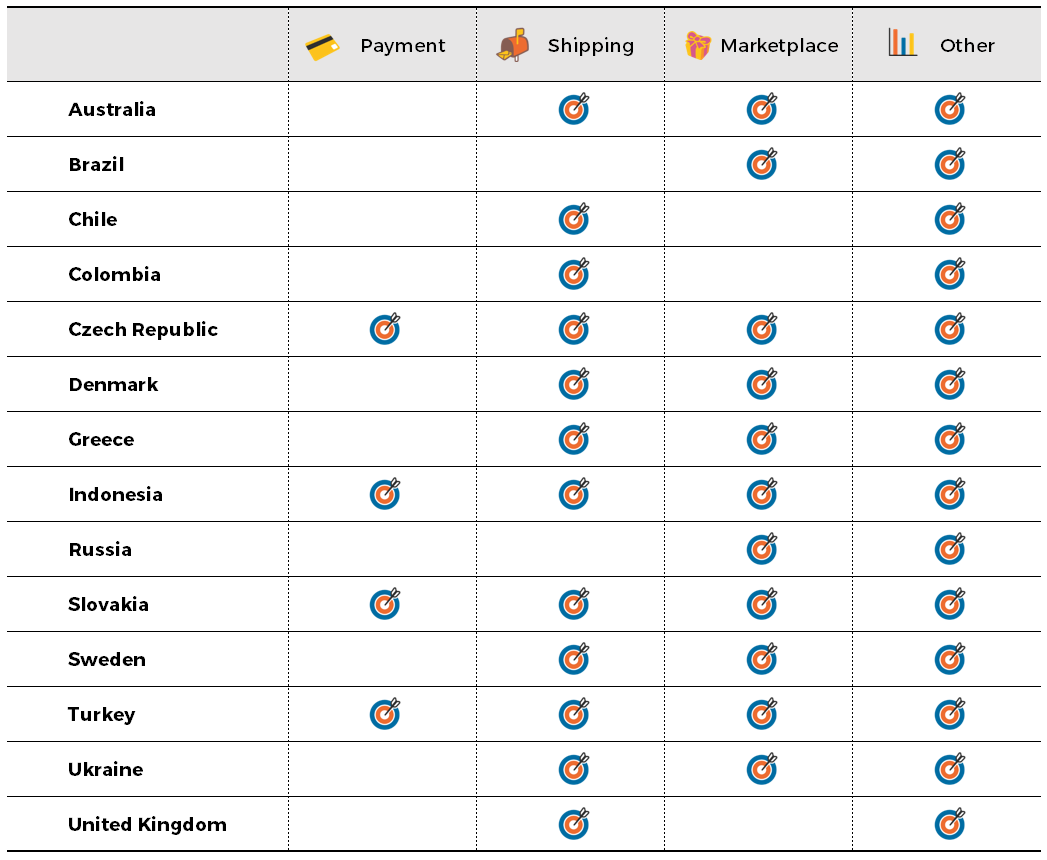 Payment Shipping Marketplace Other
Australia
Brazil
Chile
Colombia
Czech Republic
Denmark
Greece
Indonesia
Russia
Slovakia
Sweden
Turkey
Ukraine
United Kingdom